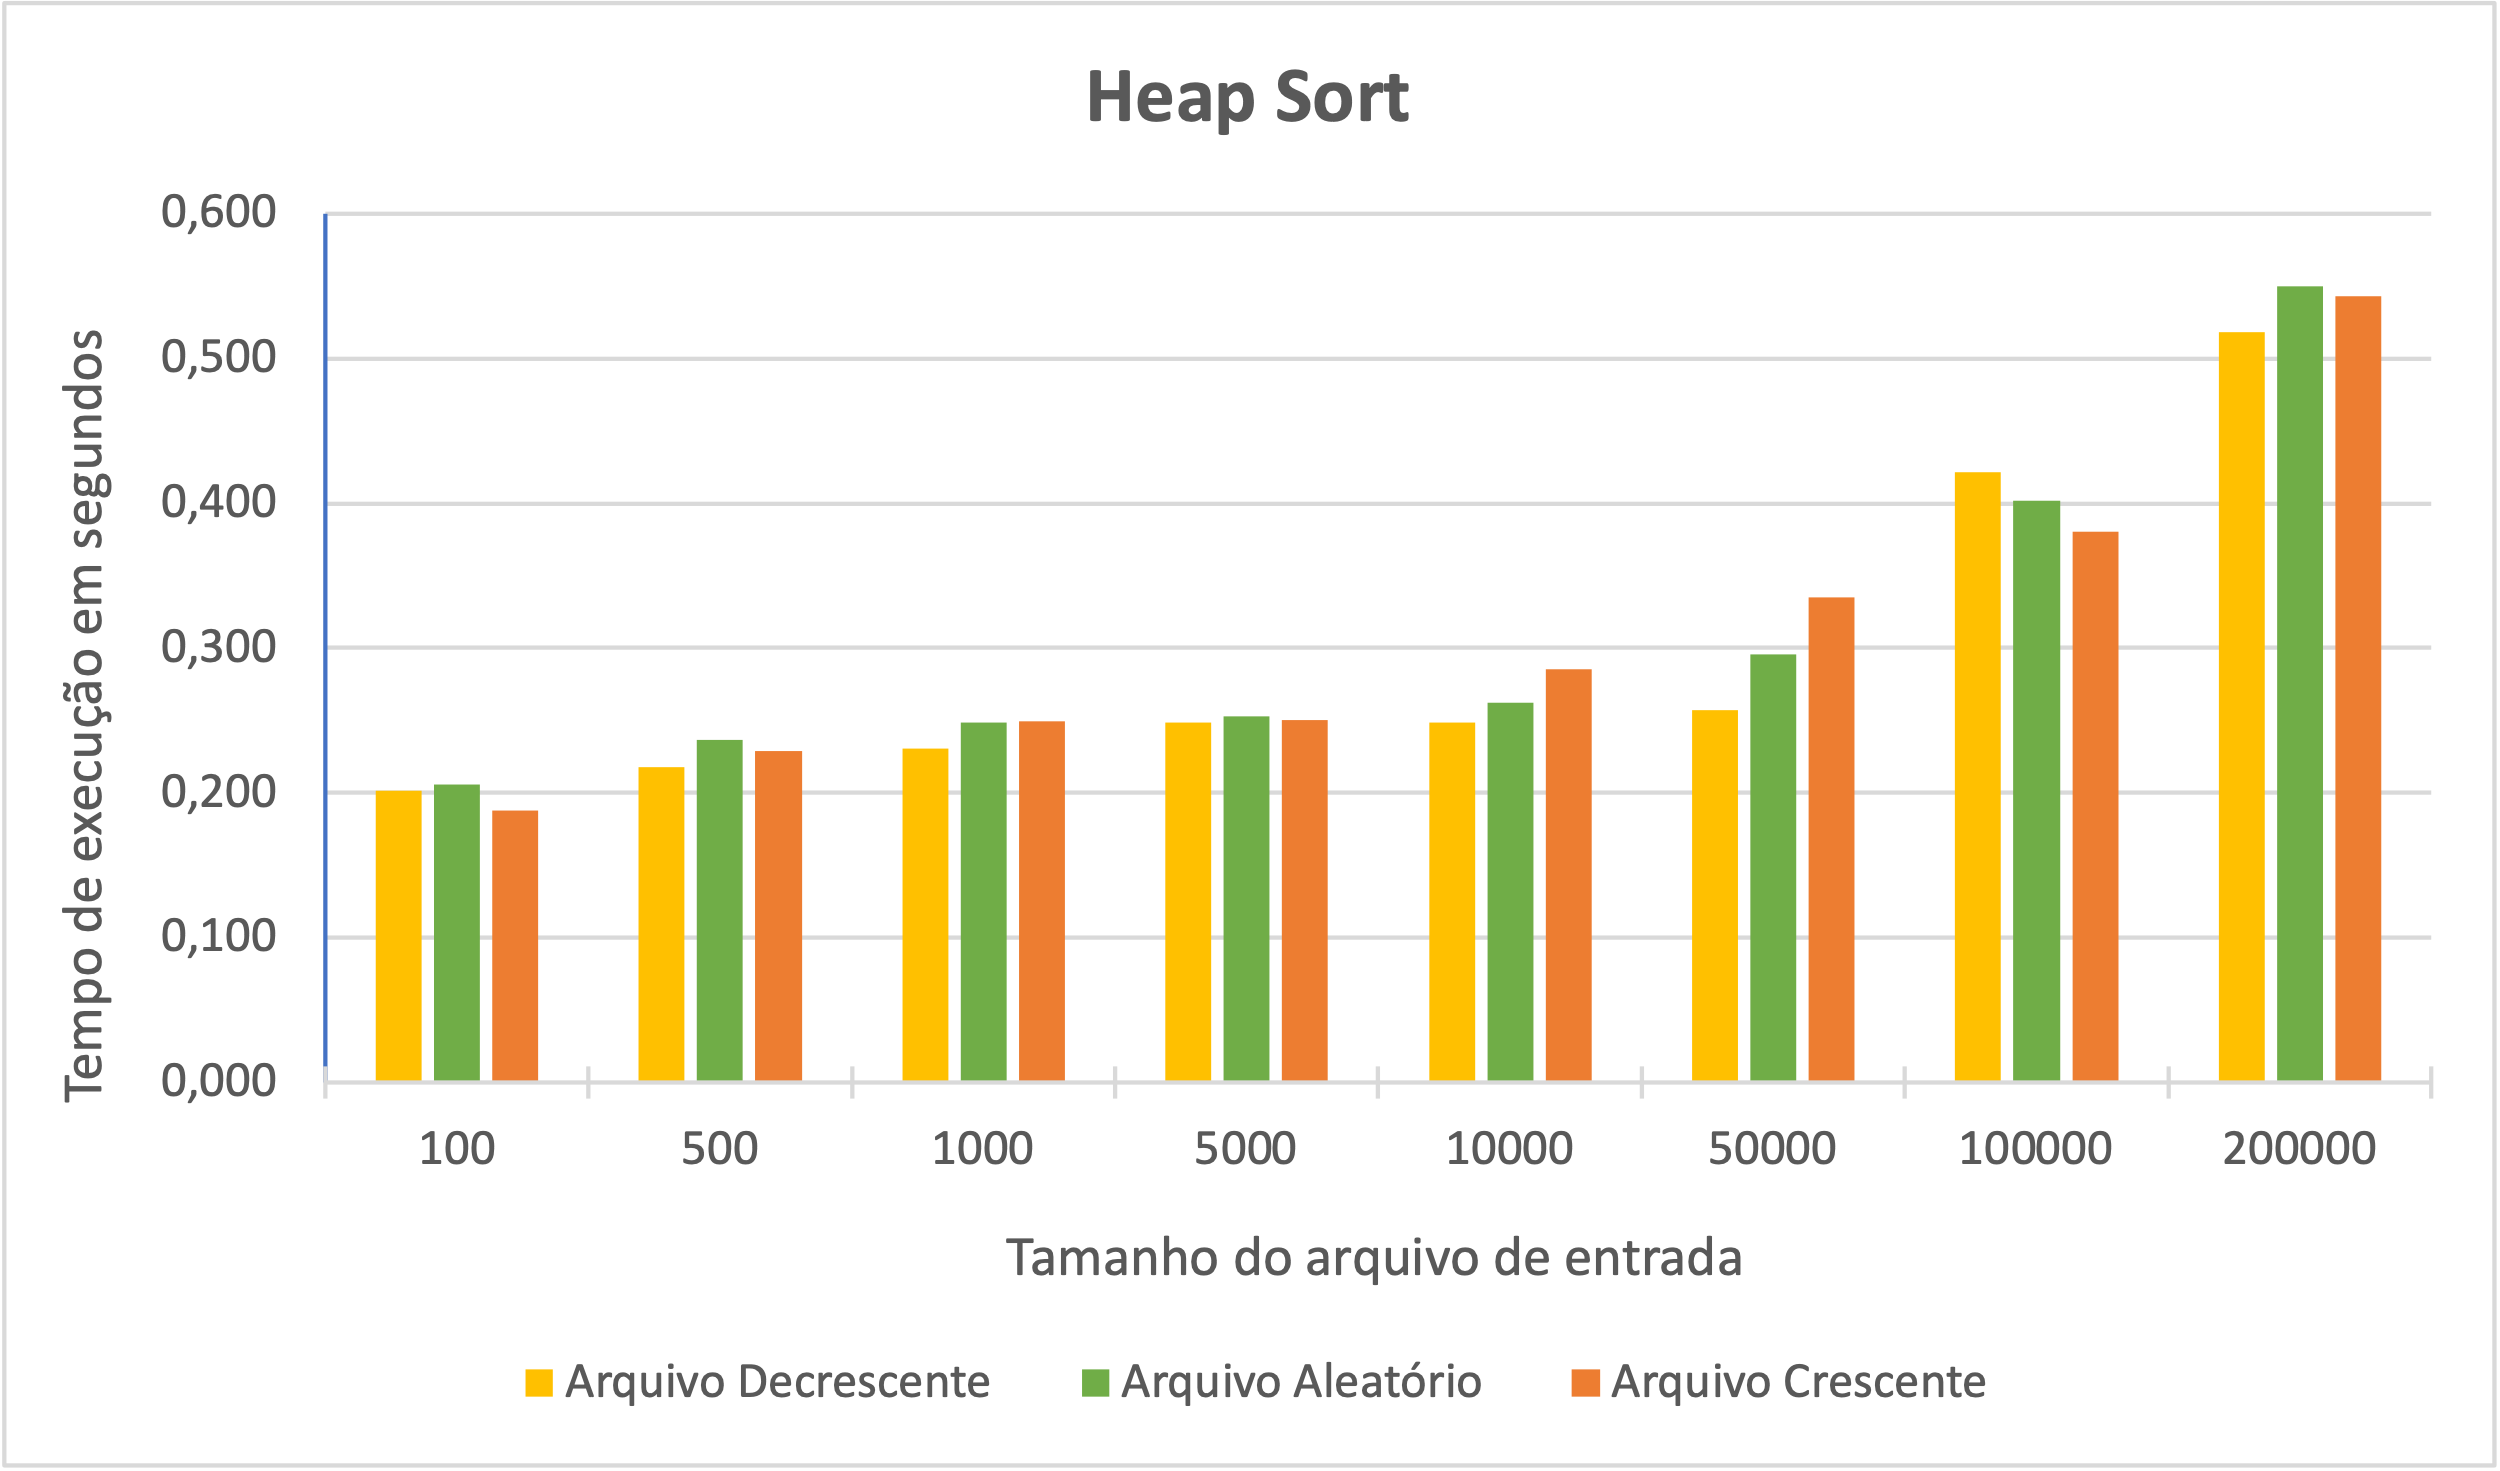 Heap Sort
0,600
0,500
0,400
0,300
0,200
0,100
0,000
Tempo de execução em segundos
100 500 1000 5000 10000 50000 100000 200000
Tamanho do arquivo de entrada
Arquivo Decrescente Arquivo Aleatório Arquivo Crescente